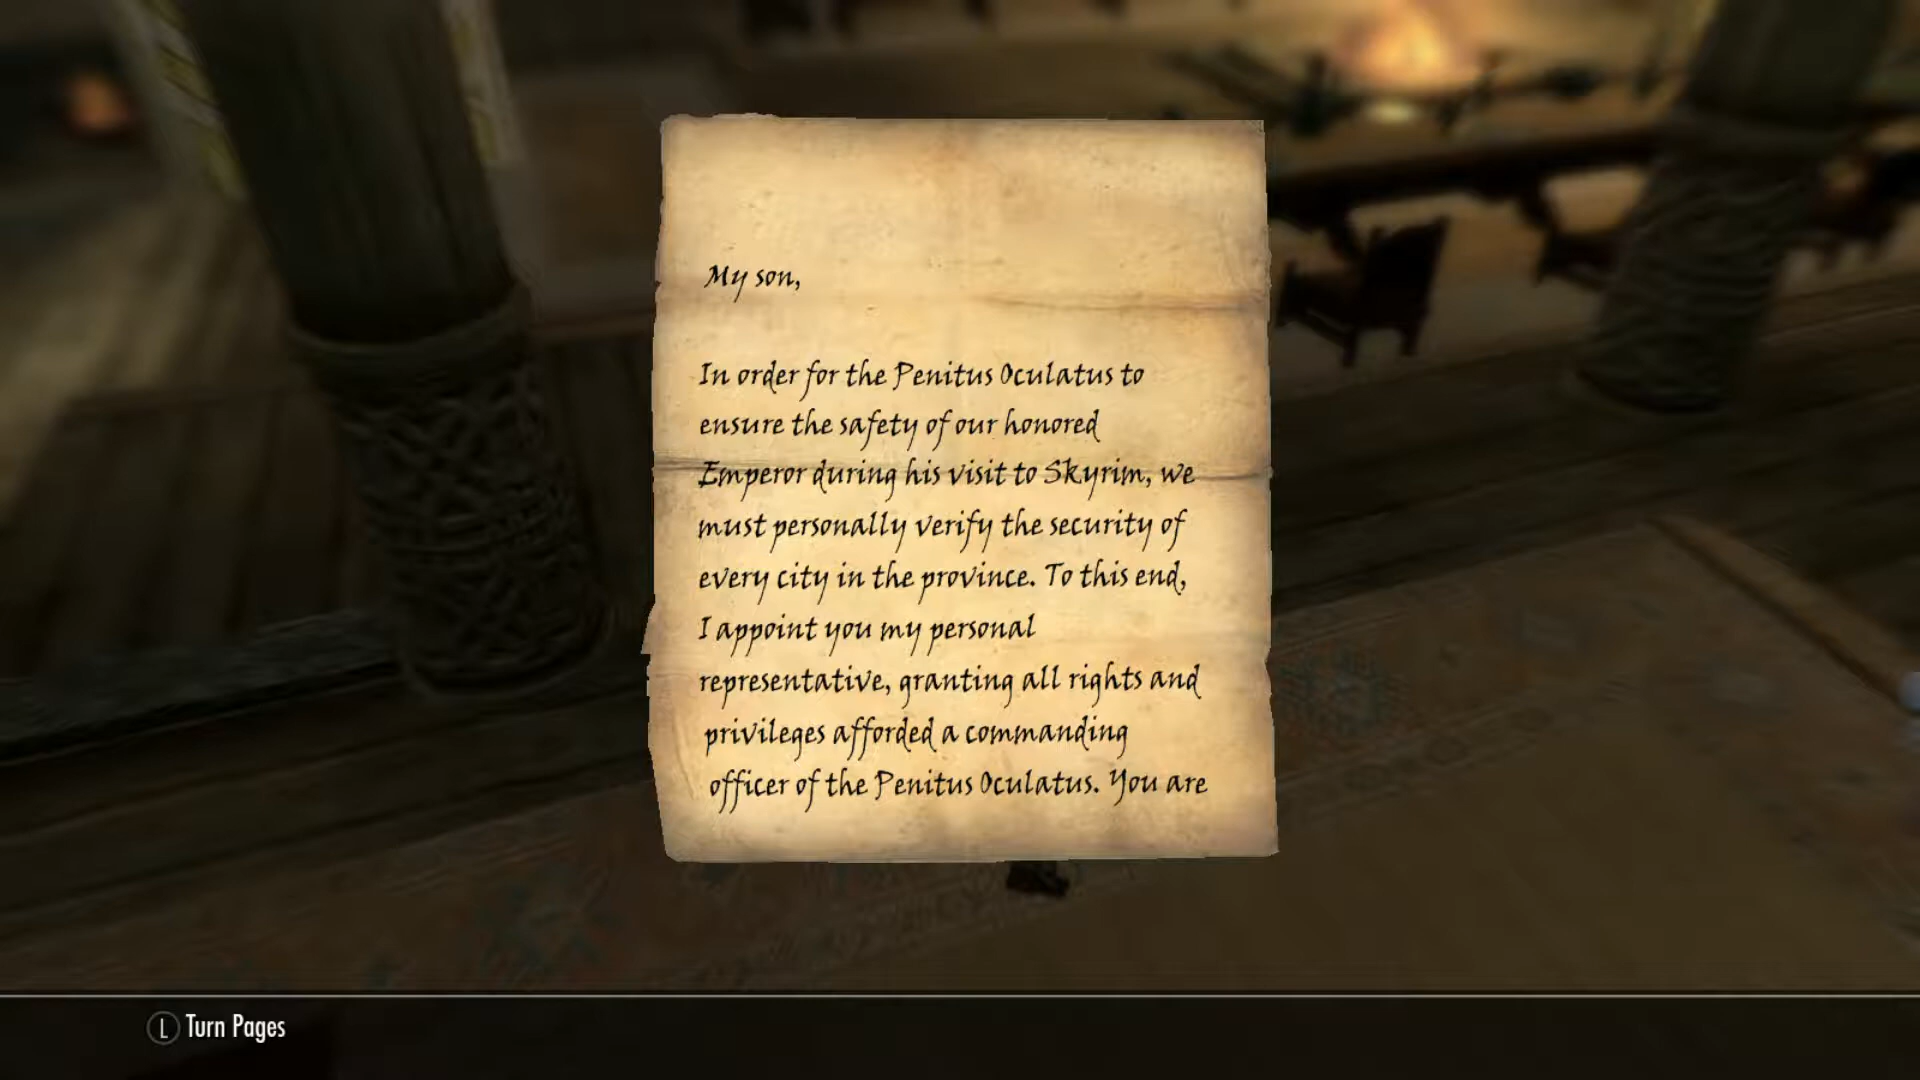 My son,
In order for the Penitus Oculatus to
ensure the safety of our honored
Emperor during his visit to Skyrim, we
must personally verify the security of
every city in the province. To this end,
I appoint you my personal
representative, granting all rights and
privileges afforded a commanding
officer of the Penitus Oculatus. You are
L Turn Pages